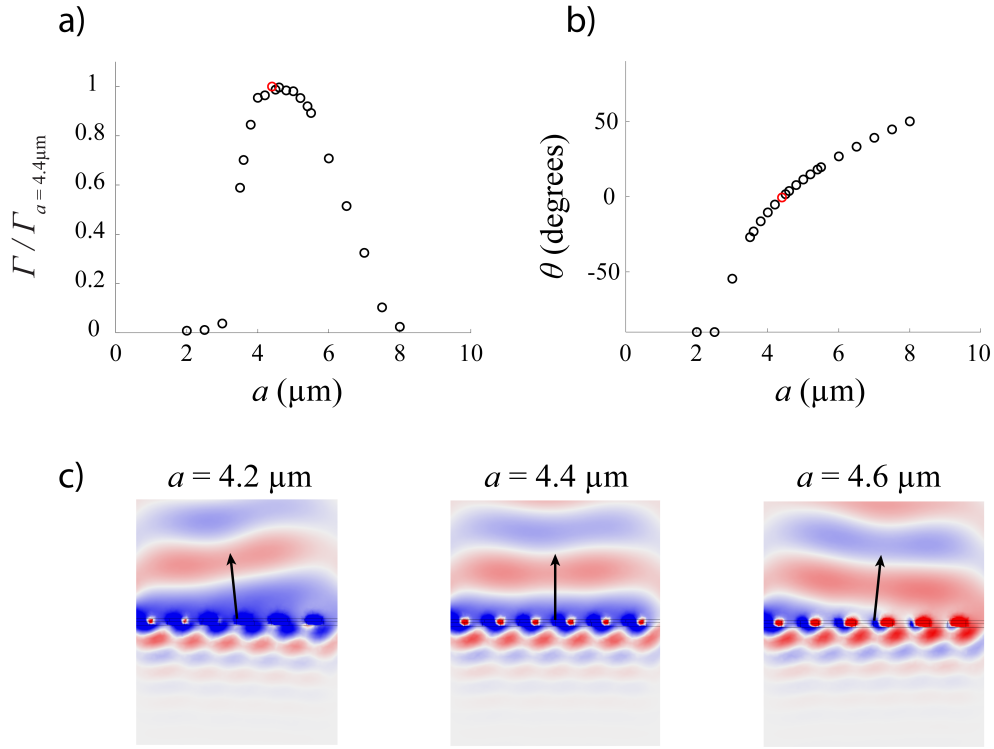 a)
Γ / Γ a = 4.4µm
1
0.8
0.6
0.4
0.2
0
0 2 4 6 8 10
a (µm)
b)
θ (degrees)
50
0
-50
0 2 4 6 8 10
a (µm)
c)
a = 4.2 µm
a = 4.4 µm
a = 4.6 µm